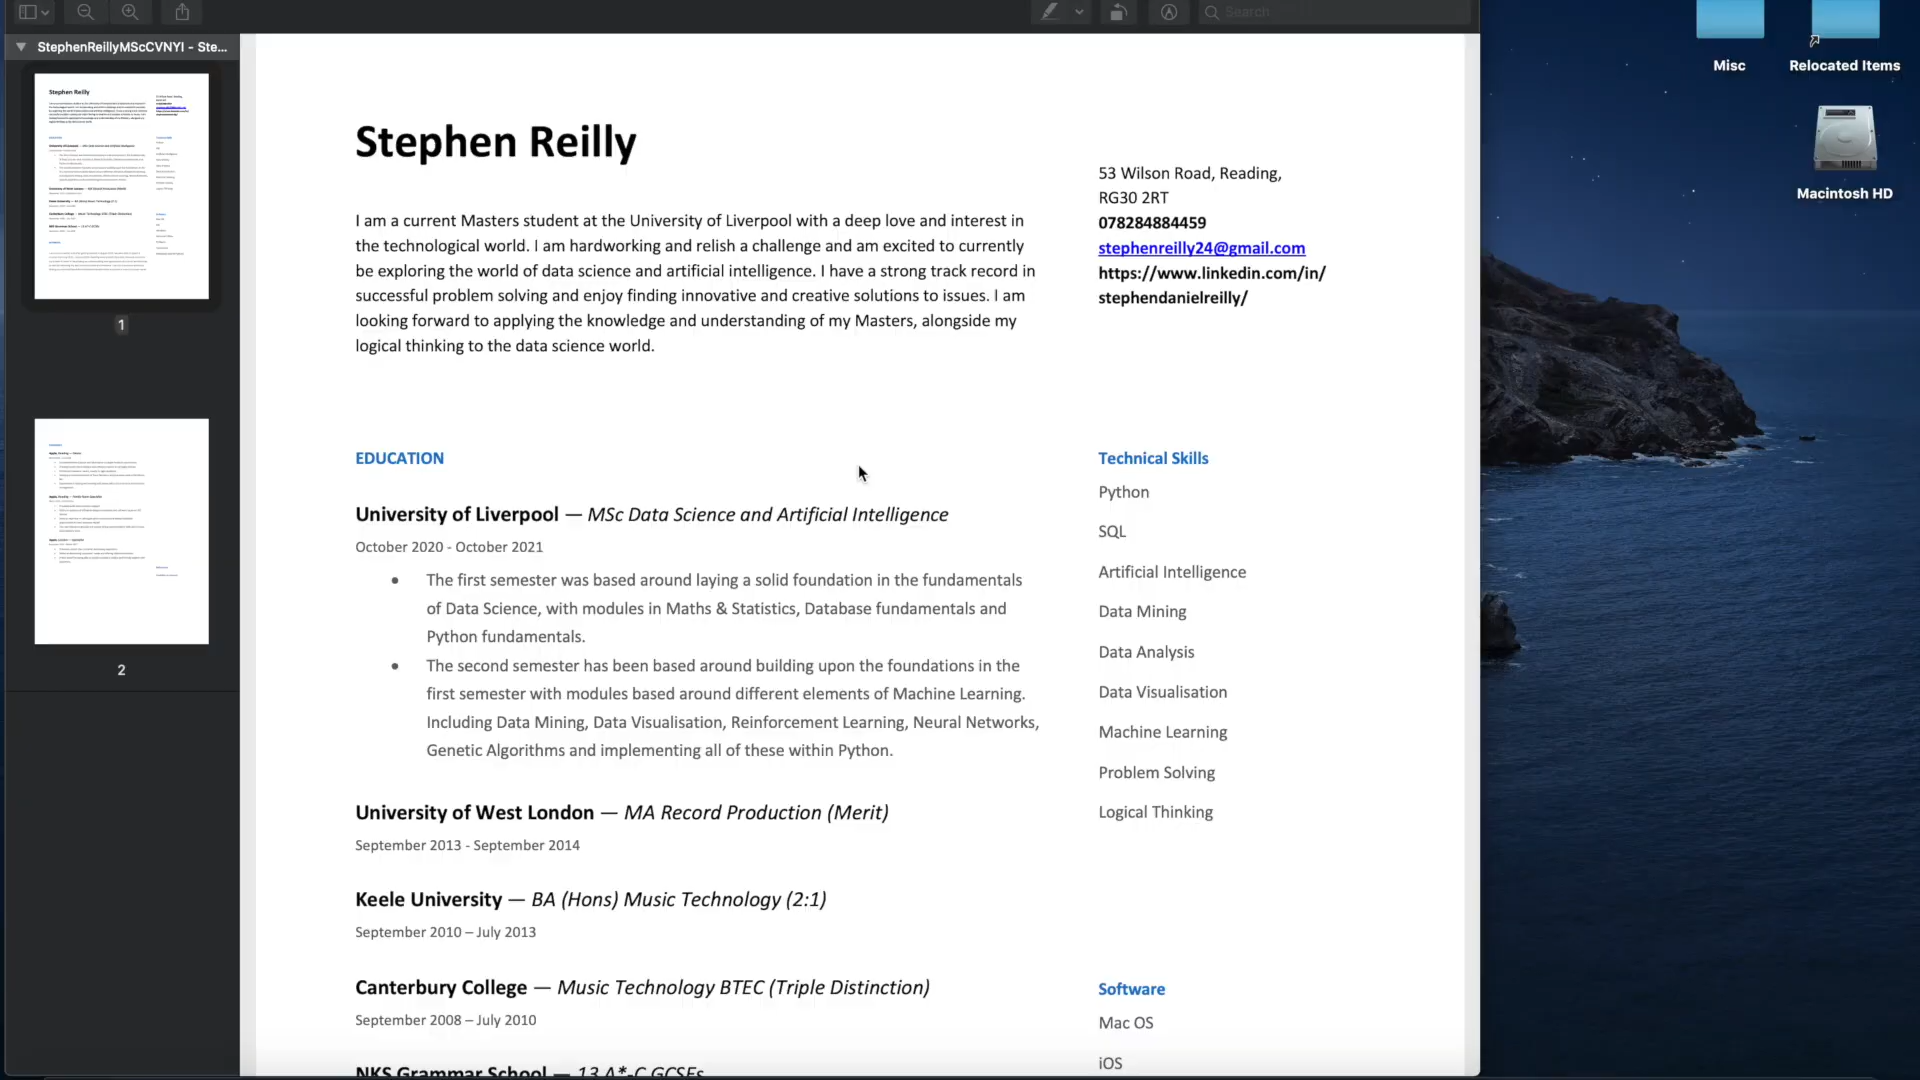 Search
StephenReillyMScCVNYI - Ste...
Misc
Relocated Items
Macintosh HD
1
2
Stephen Reilly
I am a current Masters student at the University of Liverpool with a deep love and interest in
the technological world. I am hardworking and relish a challenge and am excited to currently
be exploring the world of data science and artificial intelligence. I have a strong track record in
successful problem solving and enjoy finding innovative and creative solutions to issues. I am
looking forward to applying the knowledge and understanding of my Masters, alongside my
logical thinking to the data science world.
53 Wilson Road, Reading,
RG30 2RT
078284884459
stephenreilly24@gmail.com
https://www.linkedin.com/in/
stephendanielreilly/
EDUCATION
University of Liverpool — MSc Data Science and Artificial Intelligence
October 2020 - October 2021
• The first semester was based around laying a solid foundation in the fundamentals
of Data Science, with modules in Maths & Statistics, Database fundamentals and
Python fundamentals.
• The second semester has been based around building upon the foundations in the
first semester with modules based around different elements of Machine Learning.
Including Data Mining, Data Visualisation, Reinforcement Learning, Neural Networks,
Genetic Algorithms and implementing all of these within Python.
University of West London — MA Record Production (Merit)
September 2013 - September 2014
Keele University — BA (Hons) Music Technology (2:1)
September 2010 – July 2013
Canterbury College — Music Technology BTEC (Triple Distinction)
September 2008 – July 2010
NKS Grammar School — 13 A*-C GCSEs
Technical Skills
Python
SQL
Artificial Intelligence
Data Mining
Data Analysis
Data Visualisation
Machine Learning
Problem Solving
Logical Thinking
Software
Mac OS
iOS